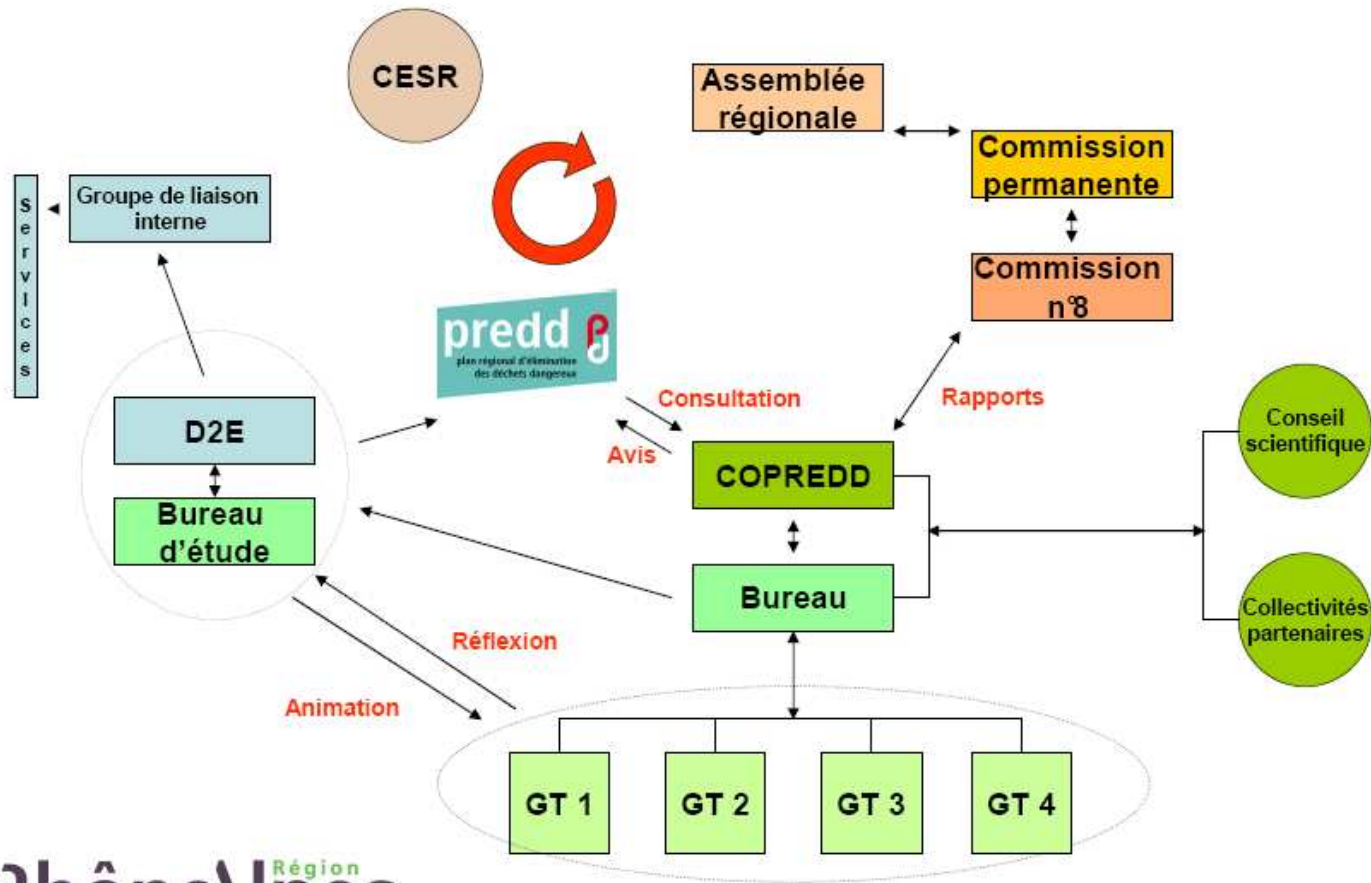 CESR
Assemblée
régionale
Commission
permanente
Groupe de liaison
interne
Services
Commission
n°8
predd
plan régional d'élimination
des déchets dangereux
Consultation
Rapports
Avis
Conseil
scientifique
D2E
COPREDD
Bureau
d'étude
Bureau
Collectivités
partenaires
Réflexion
Animation
GT 1
GT 2
GT 3
GT 4
Région